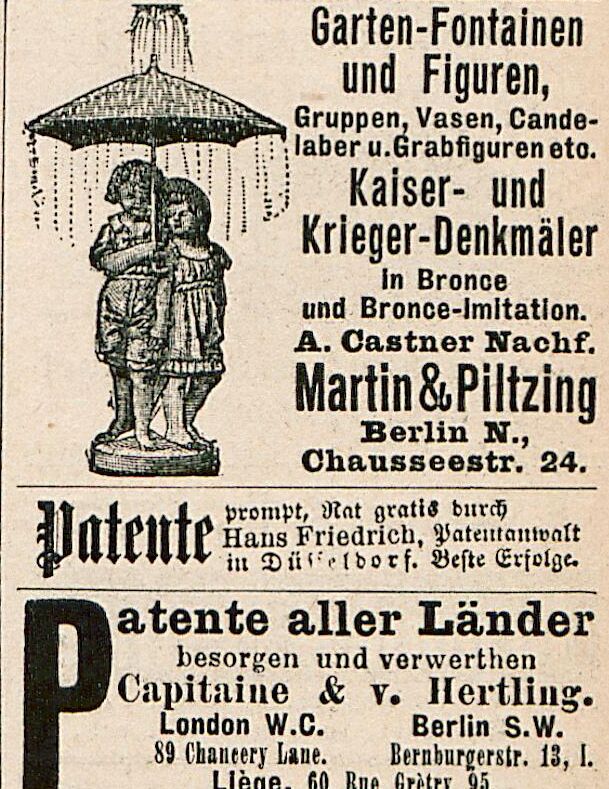 Garten-Fontainen
und Figuren,
Gruppen, Vasen, Cande-
laber u. Grabfiguren etc.
Kaiser- und
Krieger-Denkmäler
in Bronce
und Bronce-Imitation.
A. Castner Nachf.
Martin & Piltzing
Berlin N.,
Chausseestr. 24.
Patente
prompt, Rat gratis durch
Hans Friedrich, Patentanwalt
in Düsseldorf. Beste Erfolge.
Patente aller Länder
besorgen und verwerthen
Capitaine & v. Hertling.
London W.C.
89 Chancery Lane.
Berlin S.W.
Bernburgerstr. 13, I.
Liège, 60 Rue Grètry 95